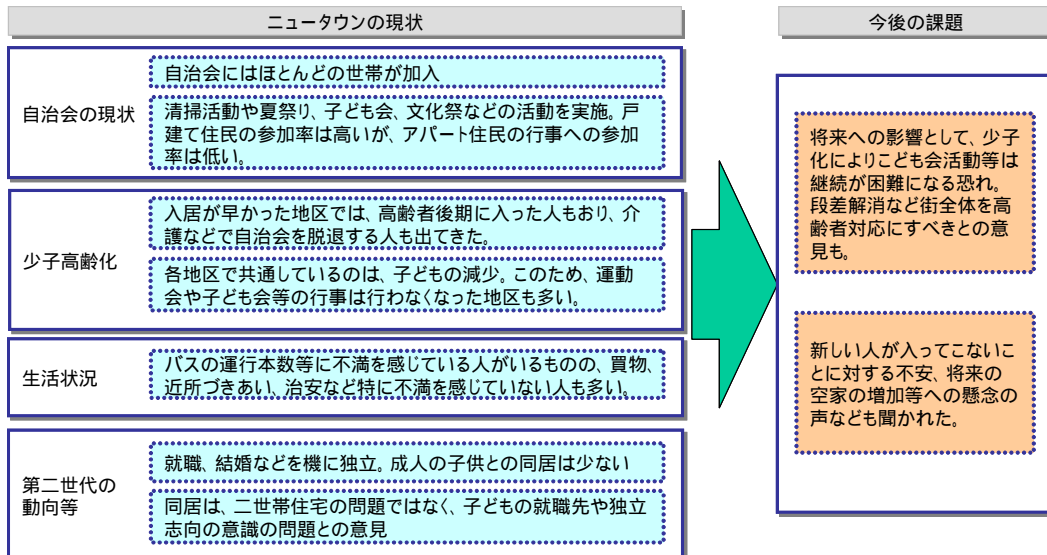 ニュータウンの現状
自治会の現状
自治会にはほとんどの世帯が加入
清掃活動や夏祭り、子ども会、文化祭などの活動を実施。戸
建て住民の参加率は高いが、アパート住民の行事への参加
率は低い。
少子高齢化
入居が早かった地区では、高齢者後期に入った人もおり、介
護などで自治会を脱退する人も出てきた。
各地区で共通しているのは、子どもの減少。このため、運動
会や子ども会等の行事は行わなくなった地区も多い。
生活状況
バスの運行本数等に不満を感じている人がいるものの、買物、
近所づきあい、治安など特に不満を感じていない人も多い。
第二世代の
動向等
就職、結婚などを機に独立。成人の子供との同居は少ない
同居は、二世帯住宅の問題ではなく、子どもの就職先や独立
志向の意識の問題との意見
今後の課題
将来への影響として、少子
化によりこども会活動等は
継続が困難になる恐れ。
段差解消など街全体を高
齢者対応にすべきとの意
見も。
新しい人が入ってこないこ
とに対する不安、将来の
空家の増加等への懸念の
声なども聞かれた。